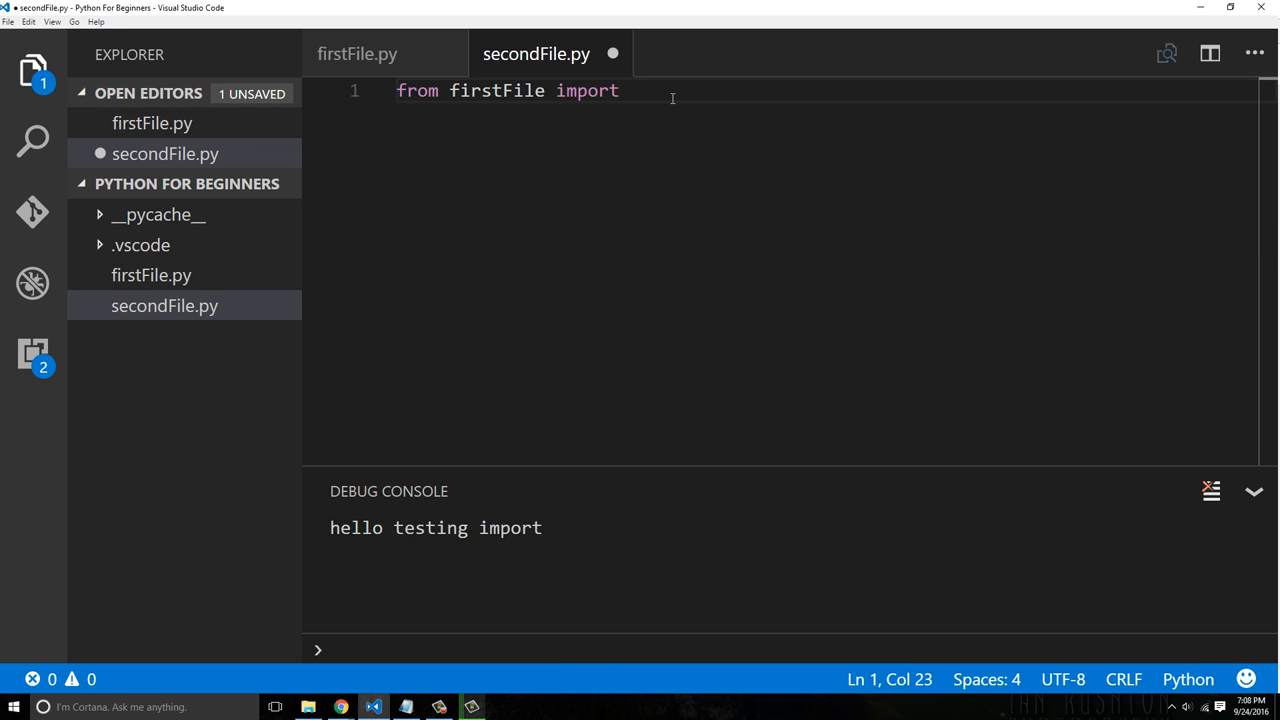 ● secondFile.py - Python For Beginners - Visual Studio Code
File Edit View Go Help
EXPLORER
1
OPEN EDITORS 1 UNSAVED
firstFile.py
secondFile.py
PYTHON FOR BEGINNERS
__pycache__
.vscode
firstFile.py
secondFile.py
2
firstFile.py secondFile.py
1 from firstFile import
DEBUG CONSOLE
hello testing import
0 0
Ln 1, Col 23 Spaces: 4 UTF-8 CRLF Python
I'm Cortana. Ask me anything.
7:08 PM
9/24/2016